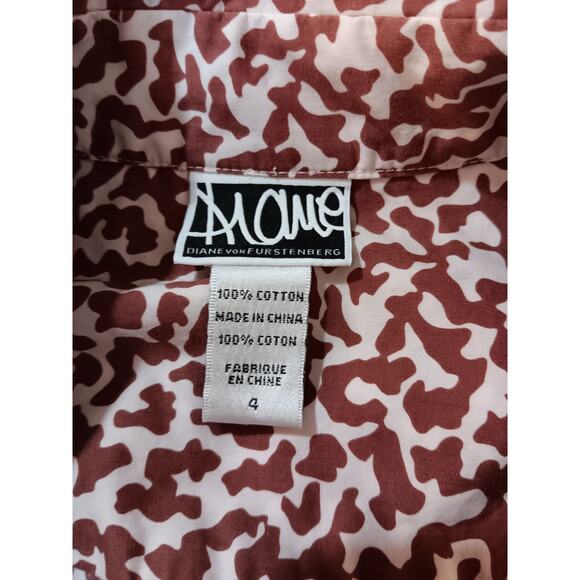 Diane
DIANE VON FURSTENBERG
100% COTTON
MADE IN CHINA
100% COTON
FABRIQUE
EN CHINE
4